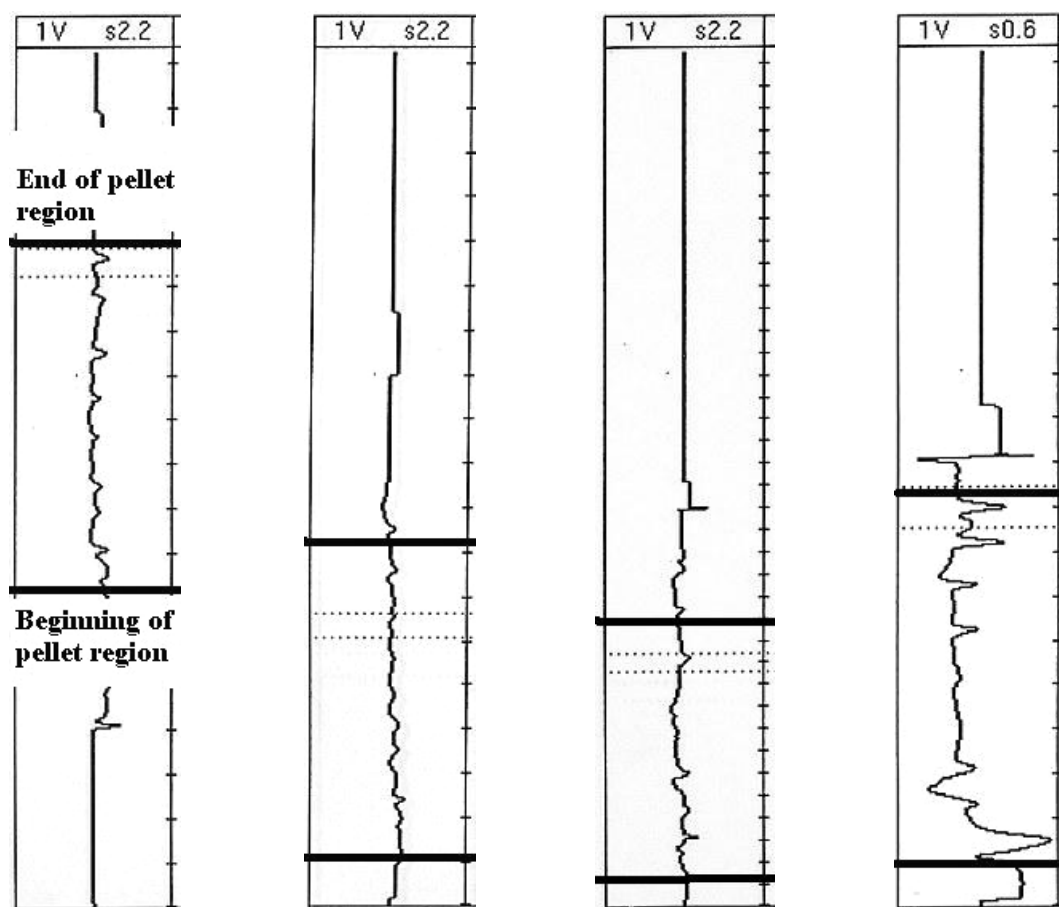 1V s2.2
1V s2.2
1V s2.2
1V s0.6
End of pellet
region
Beginning of
pellet region